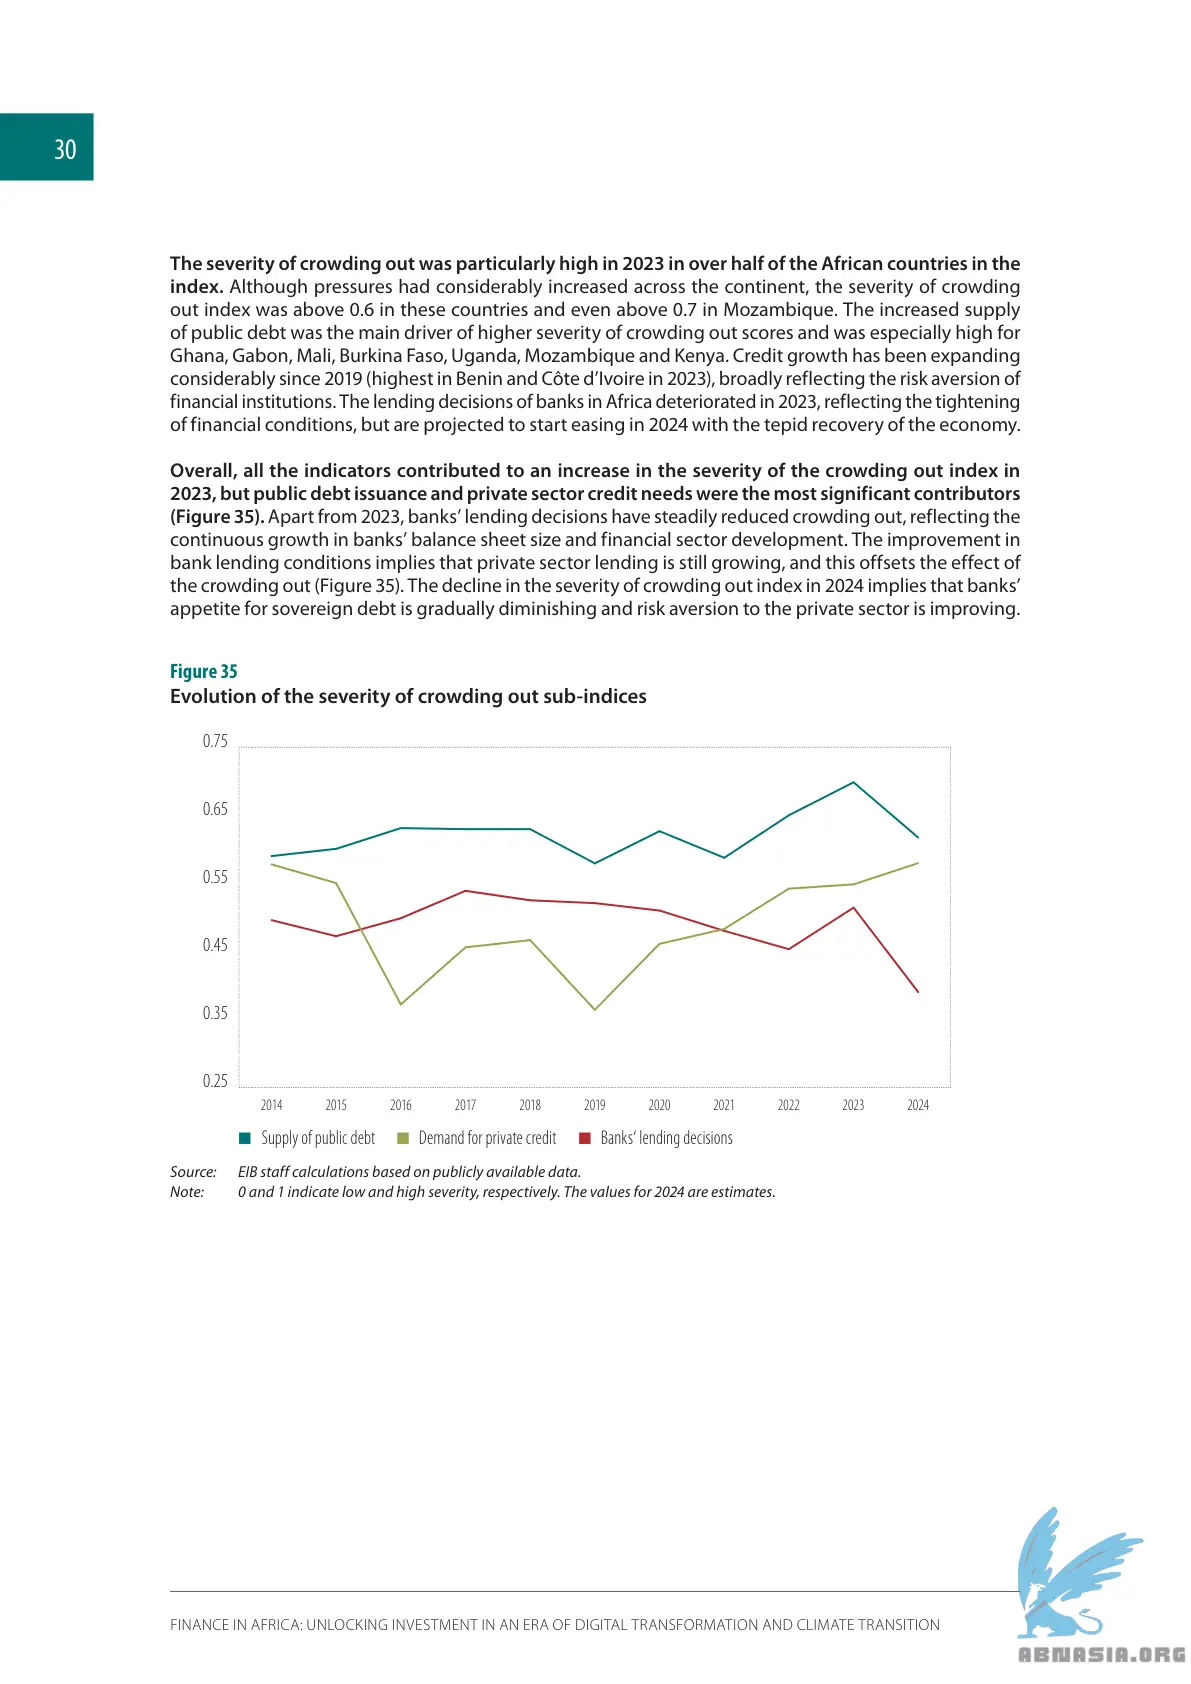 30
The severity of crowding out was particularly high in 2023 in over half of the African countries in the
index. Although pressures had considerably increased across the continent, the severity of crowding
out index was above 0.6 in these countries and even above 0.7 in Mozambique. The increased supply
of public debt was the main driver of higher severity of crowding out scores and was especially high for
Ghana, Gabon, Mali, Burkina Faso, Uganda, Mozambique and Kenya. Credit growth has been expanding
considerably since 2019 (highest in Benin and Côte d’Ivoire in 2023), broadly reflecting the risk aversion of
financial institutions. The lending decisions of banks in Africa deteriorated in 2023, reflecting the tightening
of financial conditions, but are projected to start easing in 2024 with the tepid recovery of the economy.
Overall, all the indicators contributed to an increase in the severity of the crowding out index in
2023, but public debt issuance and private sector credit needs were the most significant contributors
(Figure 35). Apart from 2023, banks’ lending decisions have steadily reduced crowding out, reflecting the
continuous growth in banks’ balance sheet size and financial sector development. The improvement in
bank lending conditions implies that private sector lending is still growing, and this offsets the effect of
the crowding out (Figure 35). The decline in the severity of crowding out index in 2024 implies that banks’
appetite for sovereign debt is gradually diminishing and risk aversion to the private sector is improving.
Figure 35
Evolution of the severity of crowding out sub-indices
0.75
0.65
0.55
0.45
0.35
0.25
2014 2015 2016 2017 2018 2019 2020 2021 2022 2023 2024
Supply of public debt Demand for private credit Banks‘ lending decisions
Source: EIB staff calculations based on publicly available data.
Note: 0 and 1 indicate low and high severity, respectively. The values for 2024 are estimates.
FINANCE IN AFRICA: UNLOCKING INVESTMENT IN AN ERA OF DIGITAL TRANSFORMATION AND CLIMATE TRANSITION
ABNASIA.ORG